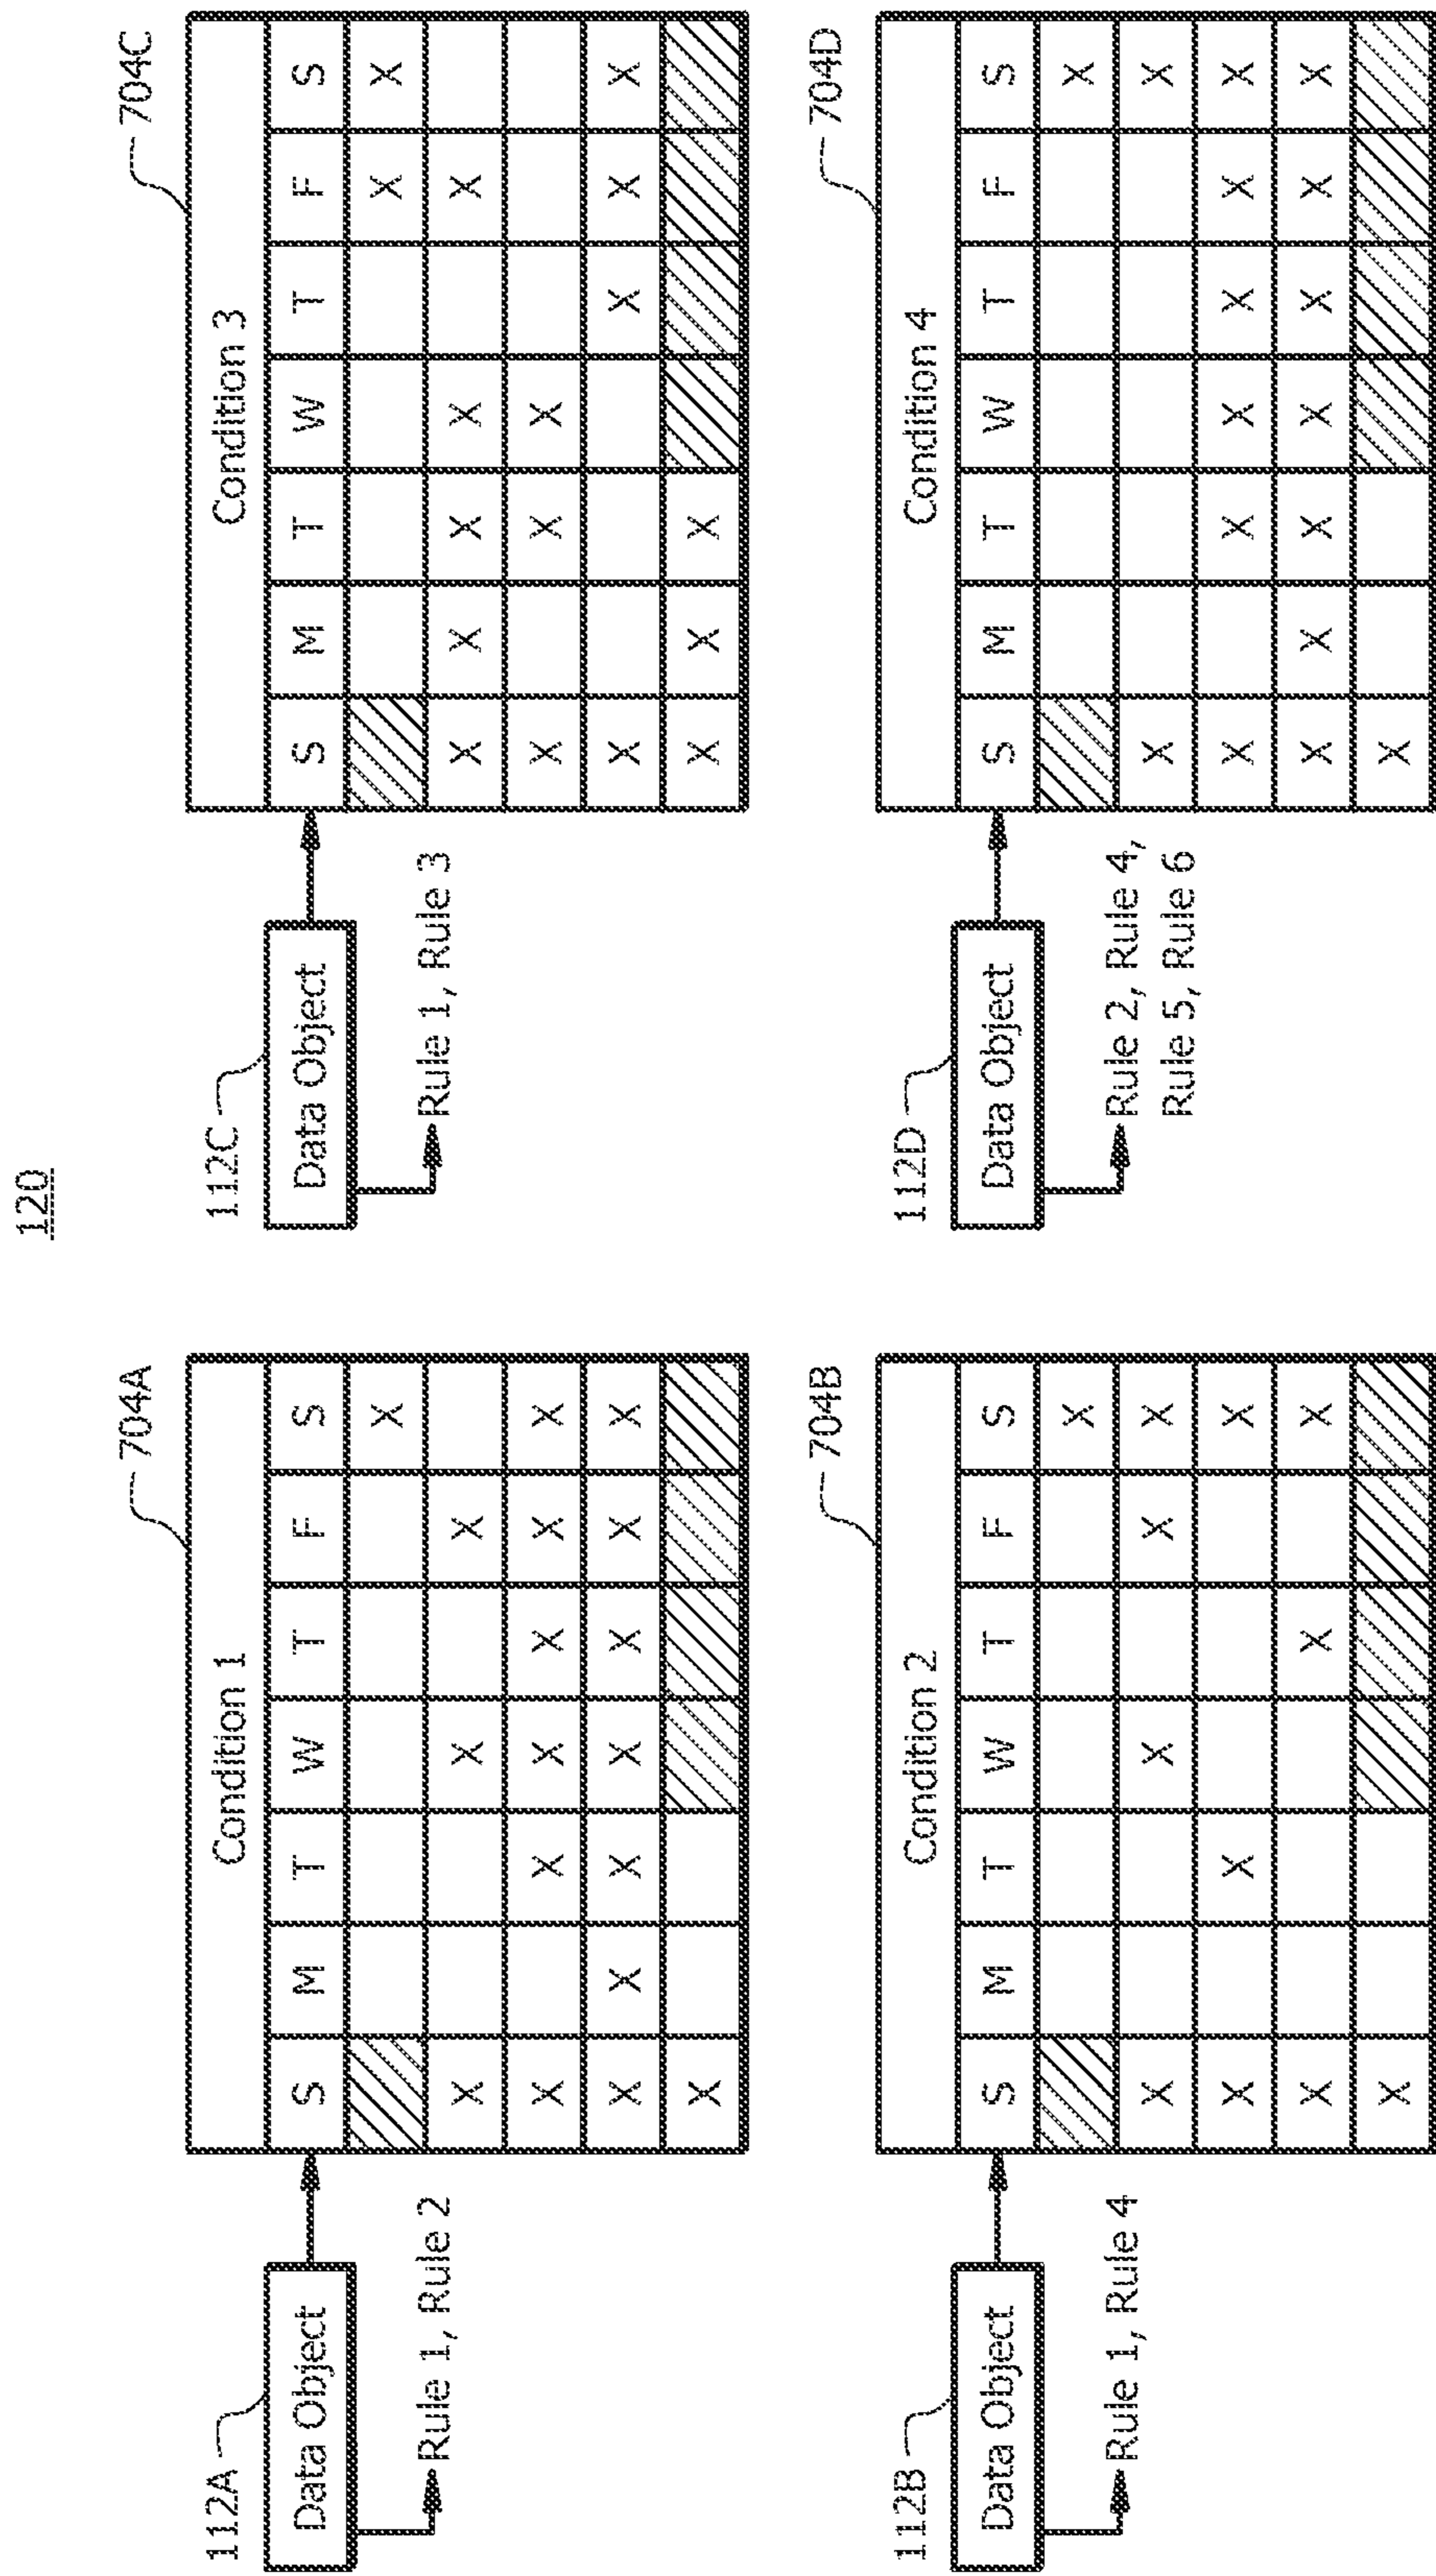 120
112A
704A
Data Object
Rule 1, Rule 2
Condition 1
S M T W T F S
X
X X X
X X X X X X
X X X X X X X
X
112C
704C
Data Object
Rule 1, Rule 3
Condition 3
S M T W T F S
X X
X X X X X
X X X
X X X X
X X X
112B
704B
Data Object
Rule 1, Rule 4
Condition 2
S M T W T F S
X
X X X X
X X X
X X X
X
112D
704D
Data Object
Rule 2, Rule 4,
Rule 5, Rule 6
Condition 4
S M T W T F S
X
X X
X X X X X X
X X X X X X X
X